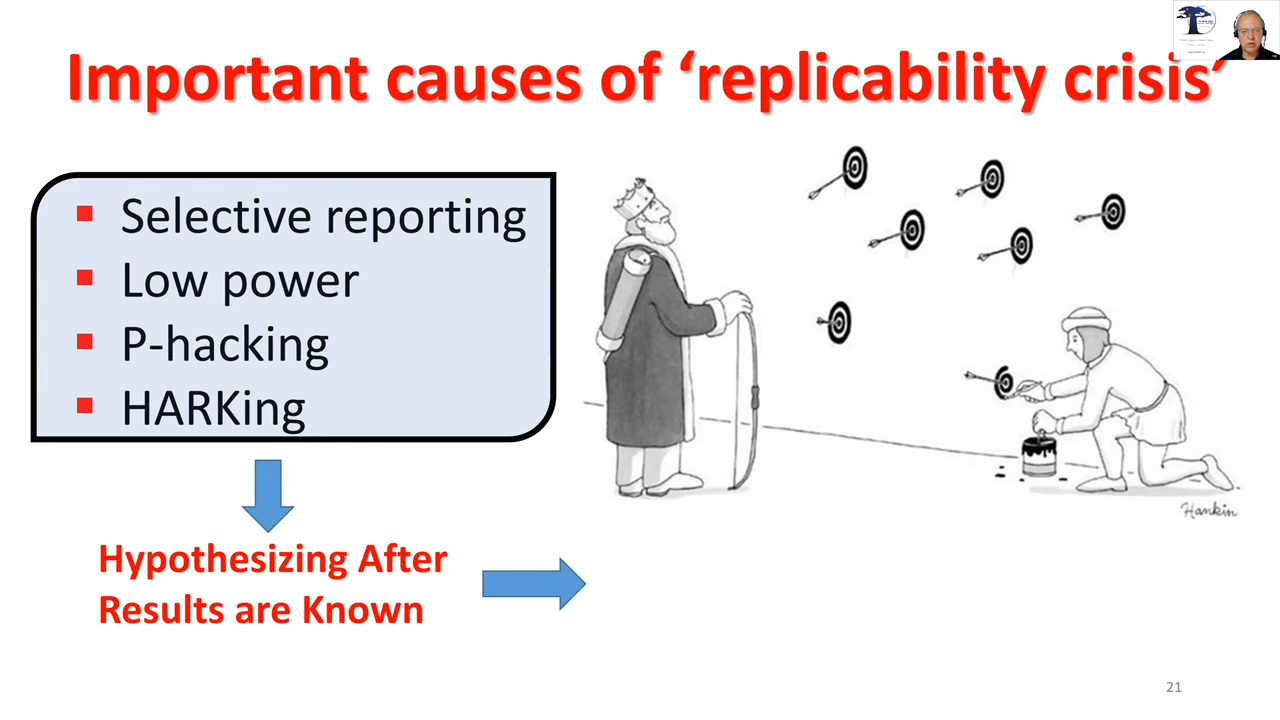 Important causes of ‘replicability crisis’
Selective reporting
Low power
P-hacking
HARKing
Hypothesizing After
Results are Known
Hankin
21